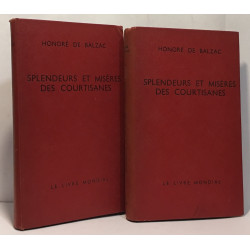 HONORÉ DE BALZAC
SPLENDEURS ET MISÈRES
DES COURTISANES
LE LIVRE MODERNE
HONORÉ DE BALZAC
SPLENDEURS ET MISÈRES
DES COURTISANES
LE LIVRE MODERNE